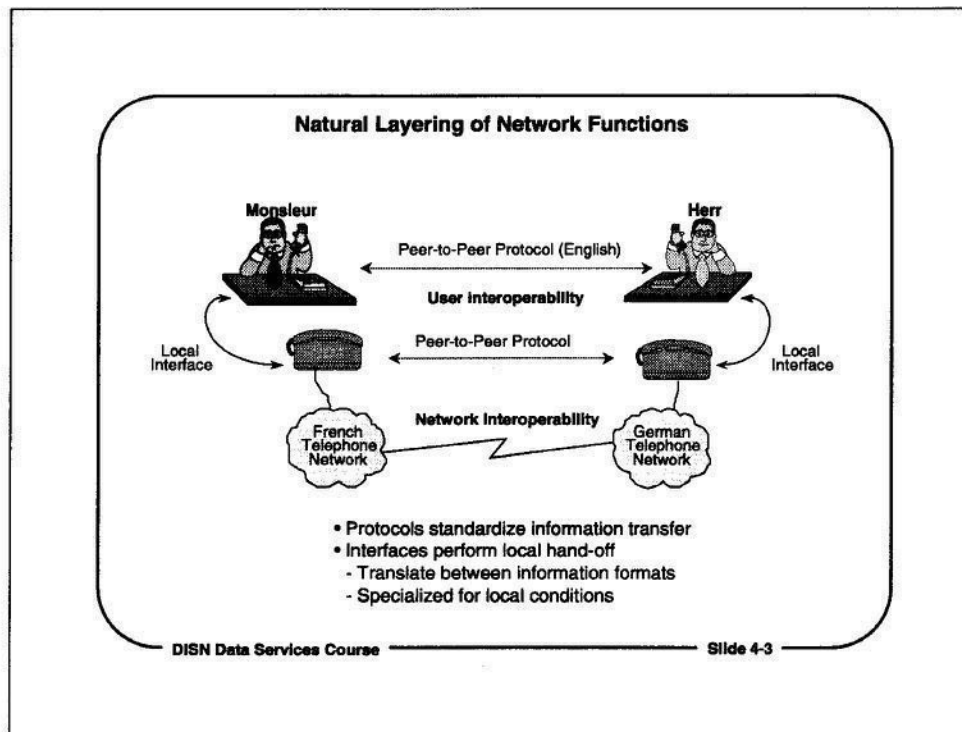 Natural Layering of Network Functions
Monsieur
Herr
Peer-to-Peer Protocol (English)
User Interoperability
Local
Interface
Peer-to-Peer Protocol
Local
Interface
Network Interoperability
French
Telephone
Network
German
Telephone
Network
• Protocols standardize information transfer
• Interfaces perform local hand-off
- Translate between information formats
- Specialized for local conditions
DISN Data Services Course
Slide 4-3